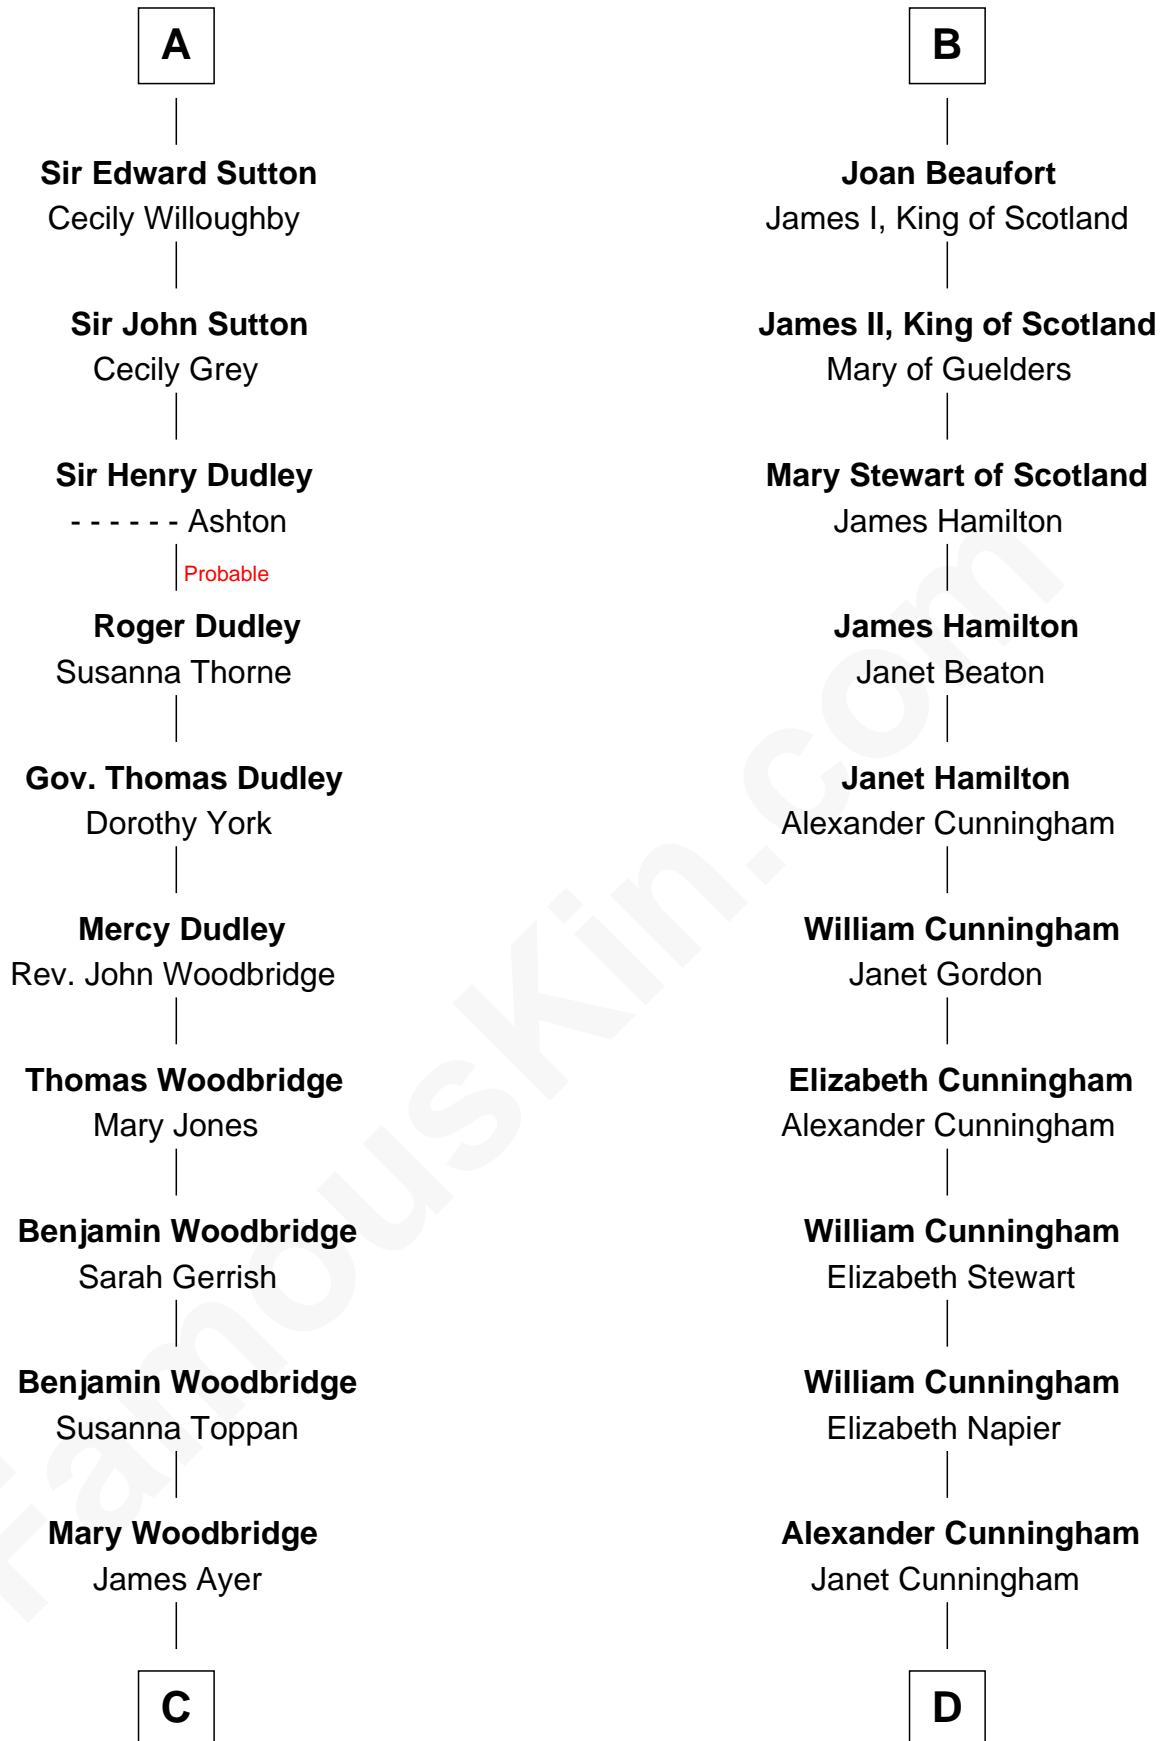 A
Sir Edward Sutton
Cecily Willoughby
Sir John Sutton
Cecily Grey
Sir Henry Dudley
- - - - - - Ashton
Probable
Roger Dudley
Susanna Thorne
Gov. Thomas Dudley
Dorothy York
Mercy Dudley
Rev. John Woodbridge
Thomas Woodbridge
Mary Jones
Benjamin Woodbridge
Sarah Gerrish
Benjamin Woodbridge
Susanna Toppan
Mary Woodbridge
James Ayer
C
B
Joan Beaufort
James I, King of Scotland
James II, King of Scotland
Mary of Guelders
Mary Stewart of Scotland
James Hamilton
James Hamilton
Janet Beaton
Janet Hamilton
Alexander Cunningham
William Cunningham
Janet Gordon
Elizabeth Cunningham
Alexander Cunningham
William Cunningham
Elizabeth Stewart
William Cunningham
Elizabeth Napier
Alexander Cunningham
Janet Cunningham
D
FamousKin.com